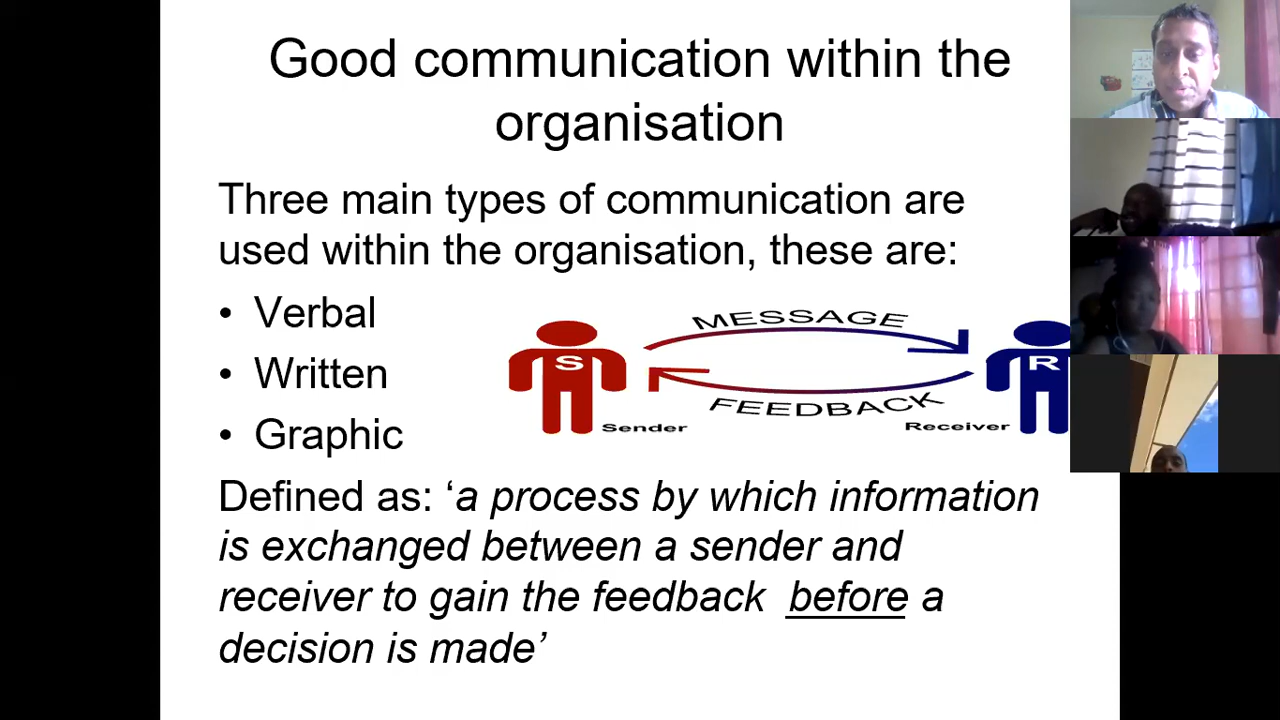 Good communication within the
organisation
Three main types of communication are
used within the organisation, these are:
• Verbal
• Written
• Graphic
MESSAGE
S
R
FEEDBACK
Sender
Receiver
Defined as: ‘a process by which information
is exchanged between a sender and
receiver to gain the feedback before a
decision is made’